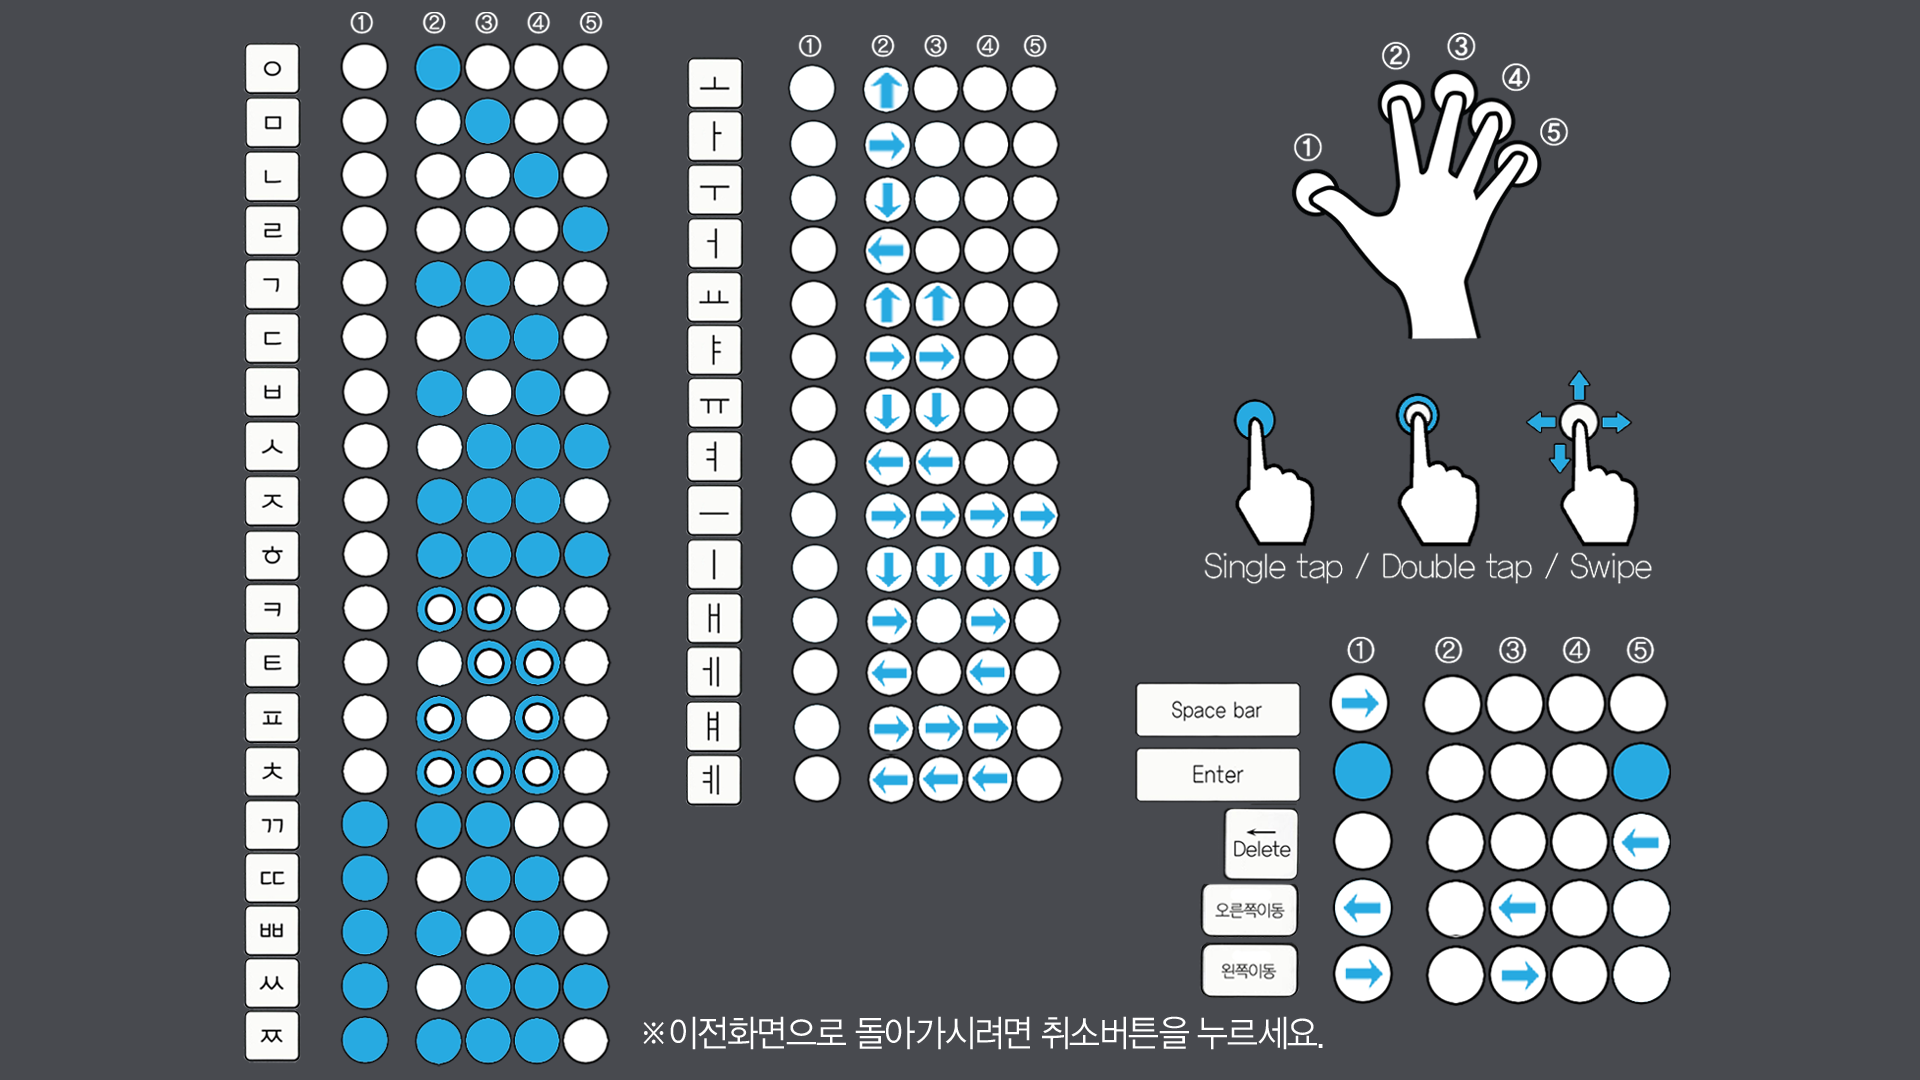 ① ② ③ ④ ⑤
ㅇ
ㅁ
ㄴ
ㄹ
ㄱ
ㄷ
ㅂ
ㅅ
ㅈ
ㅎ
ㅋ
ㅌ
ㅍ
ㅊ
ㄲ
ㄸ
ㅃ
ㅆ
ㅉ
① ② ③ ④ ⑤
ㅗ
ㅏ
ㅜ
ㅓ
ㅛ
ㅑ
ㅠ
ㅕ
ㅡ
ㅣ
ㅐ
ㅔ
ㅒ
ㅖ
① ② ③ ④ ⑤
Single tap / Double tap / Swipe
① ② ③ ④ ⑤
Space bar
Enter
←
Delete
오른쪽이동
왼쪽이동
※이전화면으로 돌아가시려면 취소버튼을 누르세요.